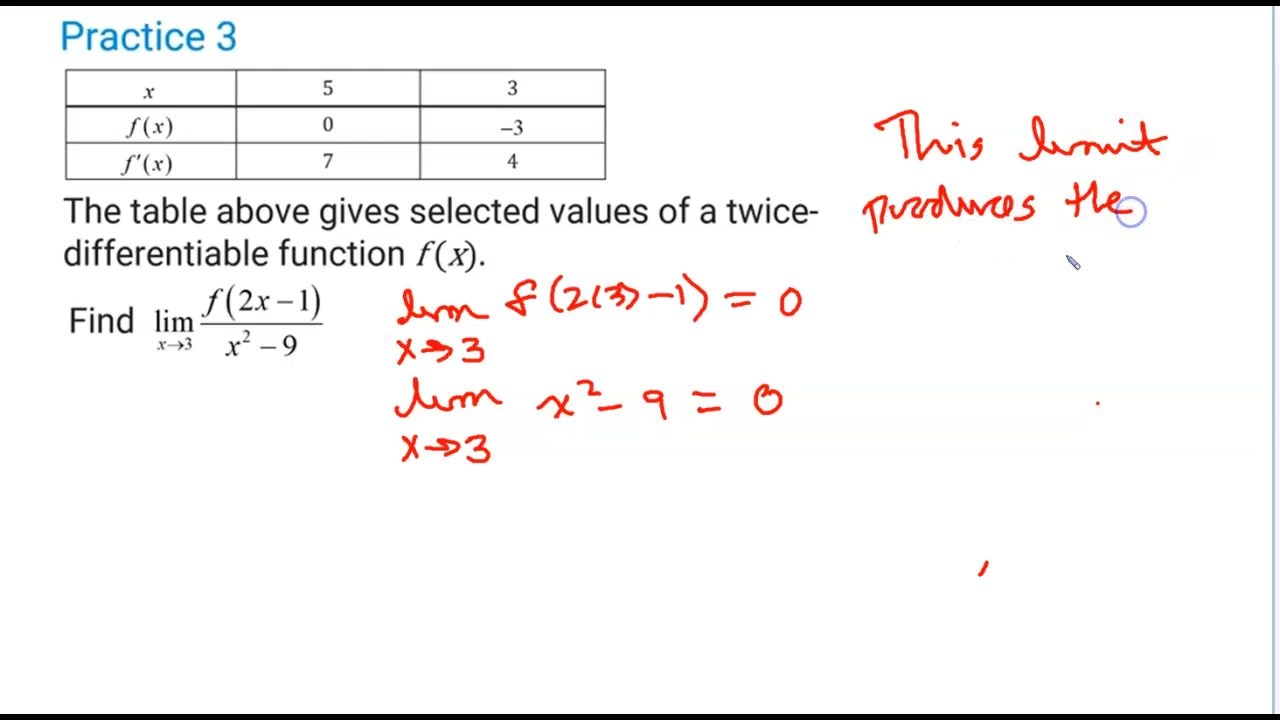 Practice 3
x 5 3
f(x) 0 −3
f′(x) 7 4
The table above gives selected values of a twice-
differentiable function f(x).
Find lim x→3 f(2x−1) / x² − 9
lim x→3 f(2(3)−1) = 0
lim x→3 x² − 9 = 0
This limit
produces the